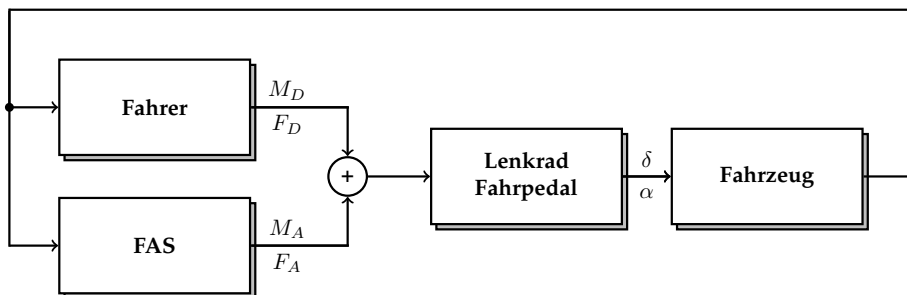 Fahrer
M_D
F_D
+
FAS
M_A
F_A
Lenkrad
Fahrpedal
δ
α
Fahrzeug